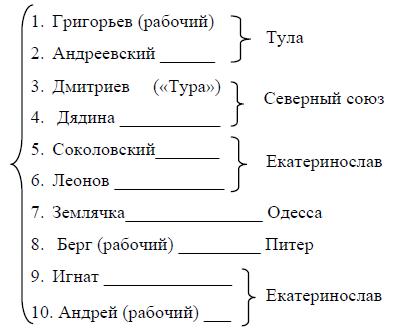 1. Григорьев (рабочий)
2. Андреевский ______
Тула
3. Дмитриев («Тура»)
4. Дядина ___________
Северный союз
5. Соколовский_______
6. Леонов ____________
Екатеринослав
7. Землячка_______________ Одесса
8. Берг (рабочий) _________ Питер
9. Игнат ______________
10. Андрей (рабочий) ___
Екатеринослав